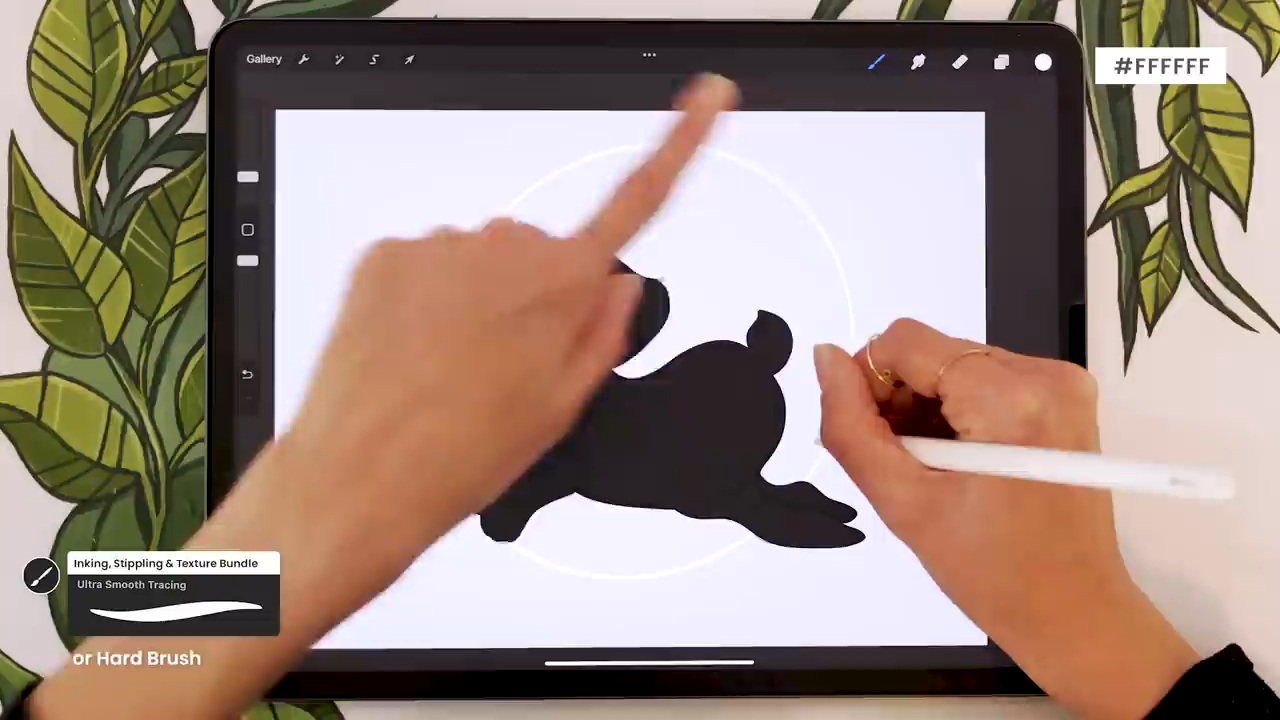 Gallery
#FFFFFF
Inking, Stippling & Texture Bundle
Ultra Smooth Tracing
or Hard Brush